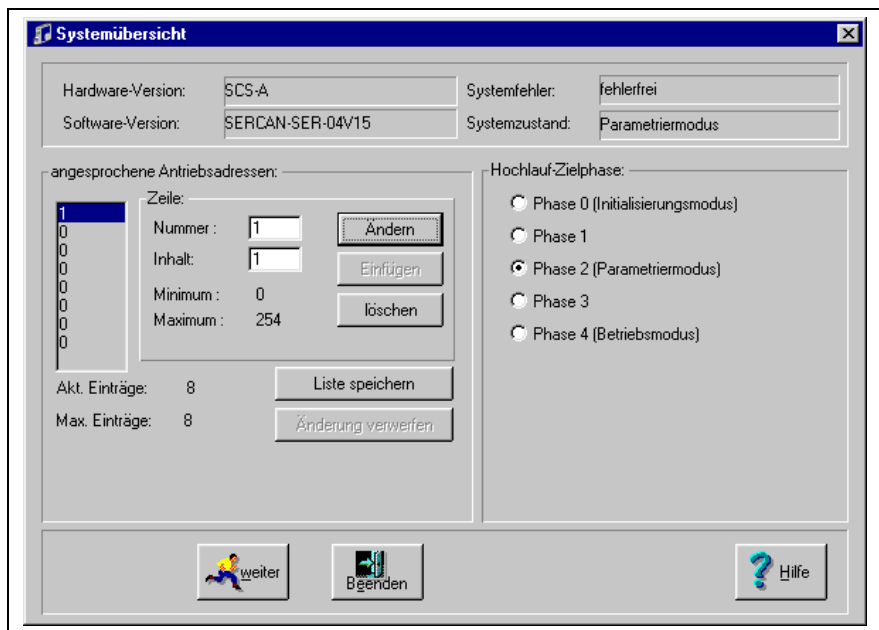 Systemübersicht
Hardware-Version: SCS-A Systemfehler: fehlerfrei
Software-Version: SERCAN-SER-04V15 Systemzustand: Parametriermodus
angesprochene Antriebsadressen:
1
0
0
0
0
0
0
0
Zeile:
Nummer : 1
Inhalt: 1
Minimum : 0
Maximum : 254
Ändern
Einfügen
löschen
Akt. Einträge: 8
Max. Einträge: 8
Liste speichern
Änderung verwerfen
Hochlauf-Zielphase:
Phase 0 (Initialisierungsmodus)
Phase 1
Phase 2 (Parametriermodus)
Phase 3
Phase 4 (Betriebsmodus)
weiter
Beenden
Hilfe